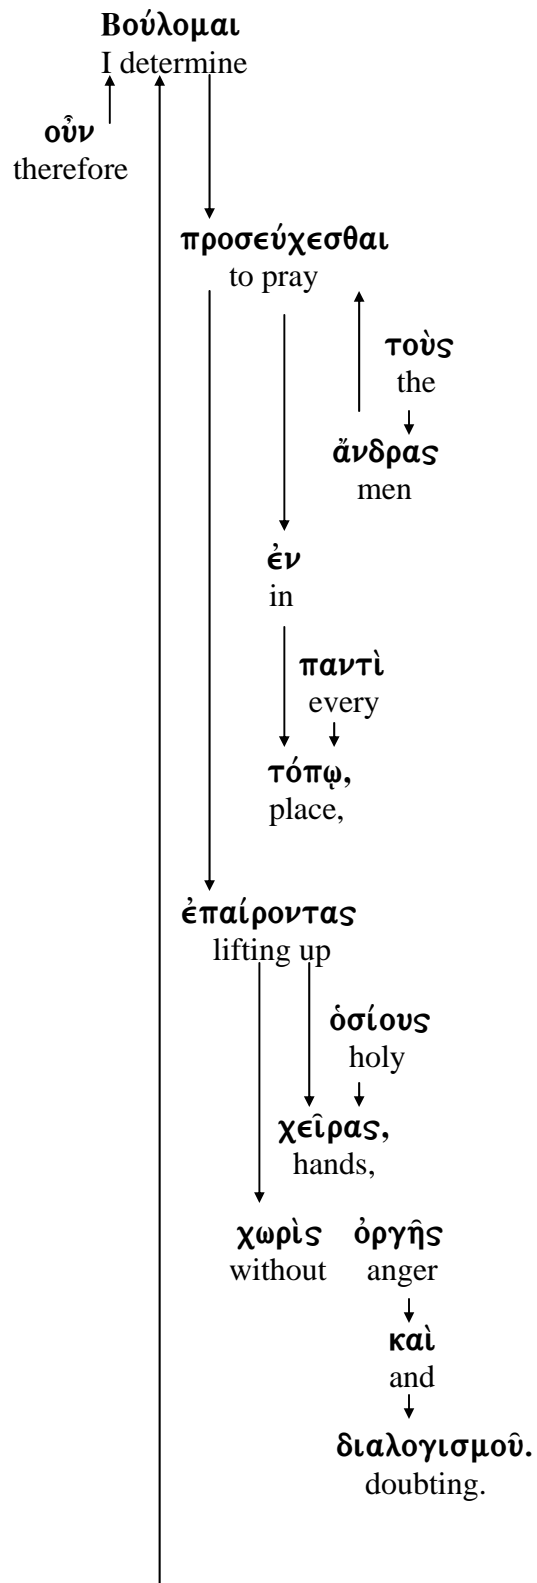 Βούλομαι
I determine
οὖν
therefore
προσεύχεσθαι
to pray
τοὺς
the
ἄνδρας
men
ἐν
in
παντὶ
every
τόπῳ,
place,
ἐπαίροντας
lifting up
ὁσίους
holy
χεῖρας,
hands,
χωρὶς ὀργῆς
without anger
καὶ
and
διαλογισμοῦ.
doubting.